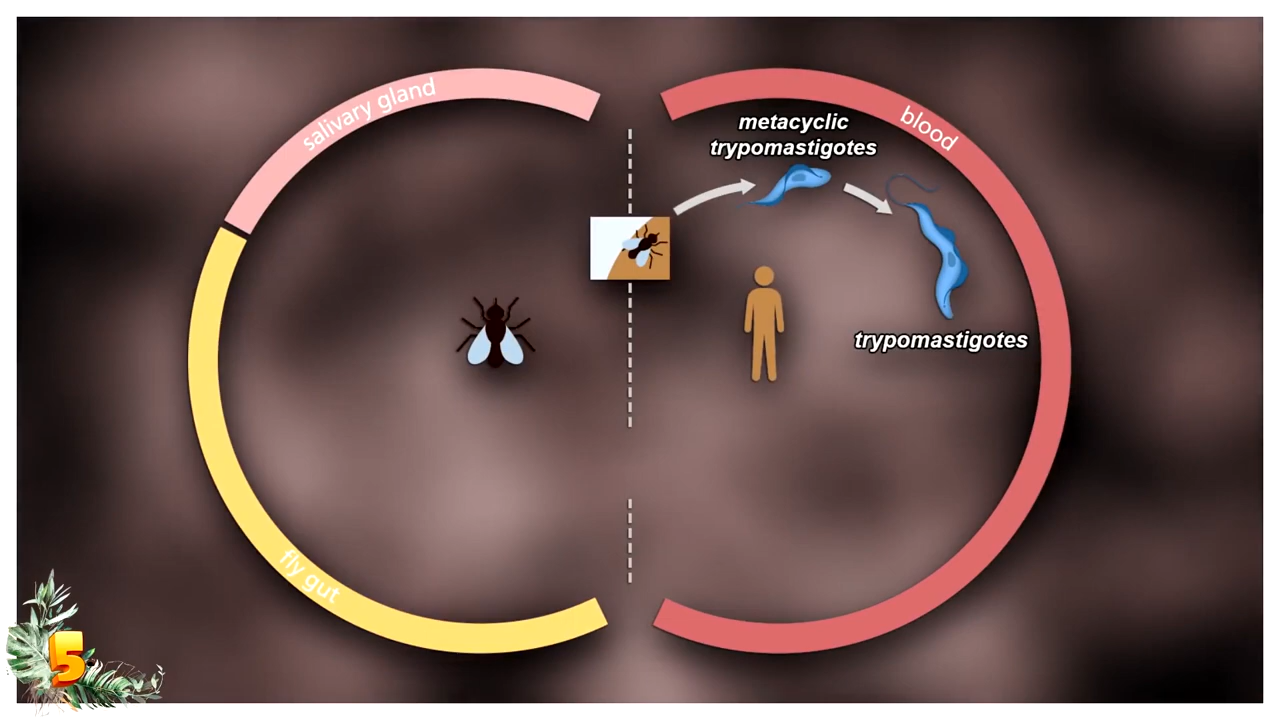 salivary gland
blood
metacyclic
trypomastigotes
trypomastigotes
fly gut
5